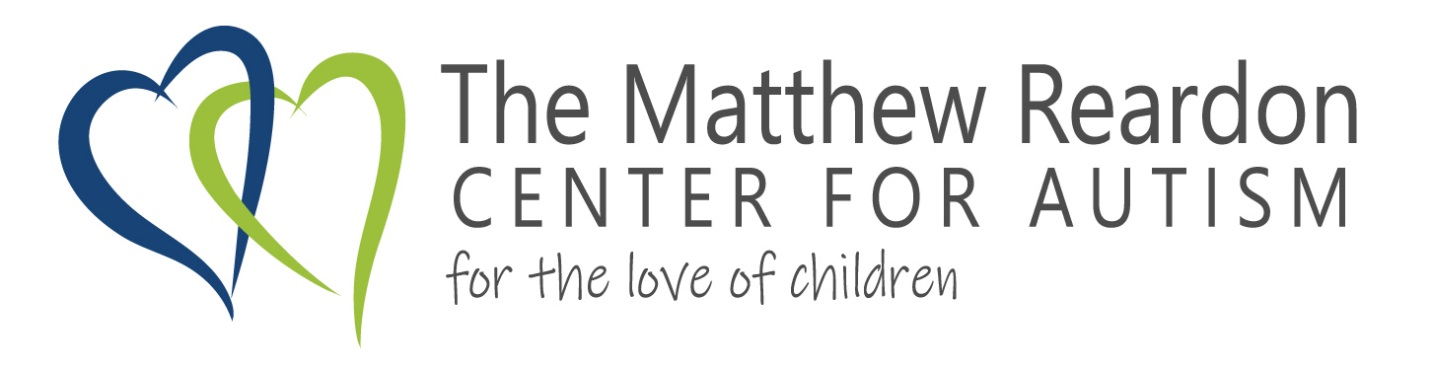 The Matthew Reardon
CENTER FOR AUTISM
for the love of children